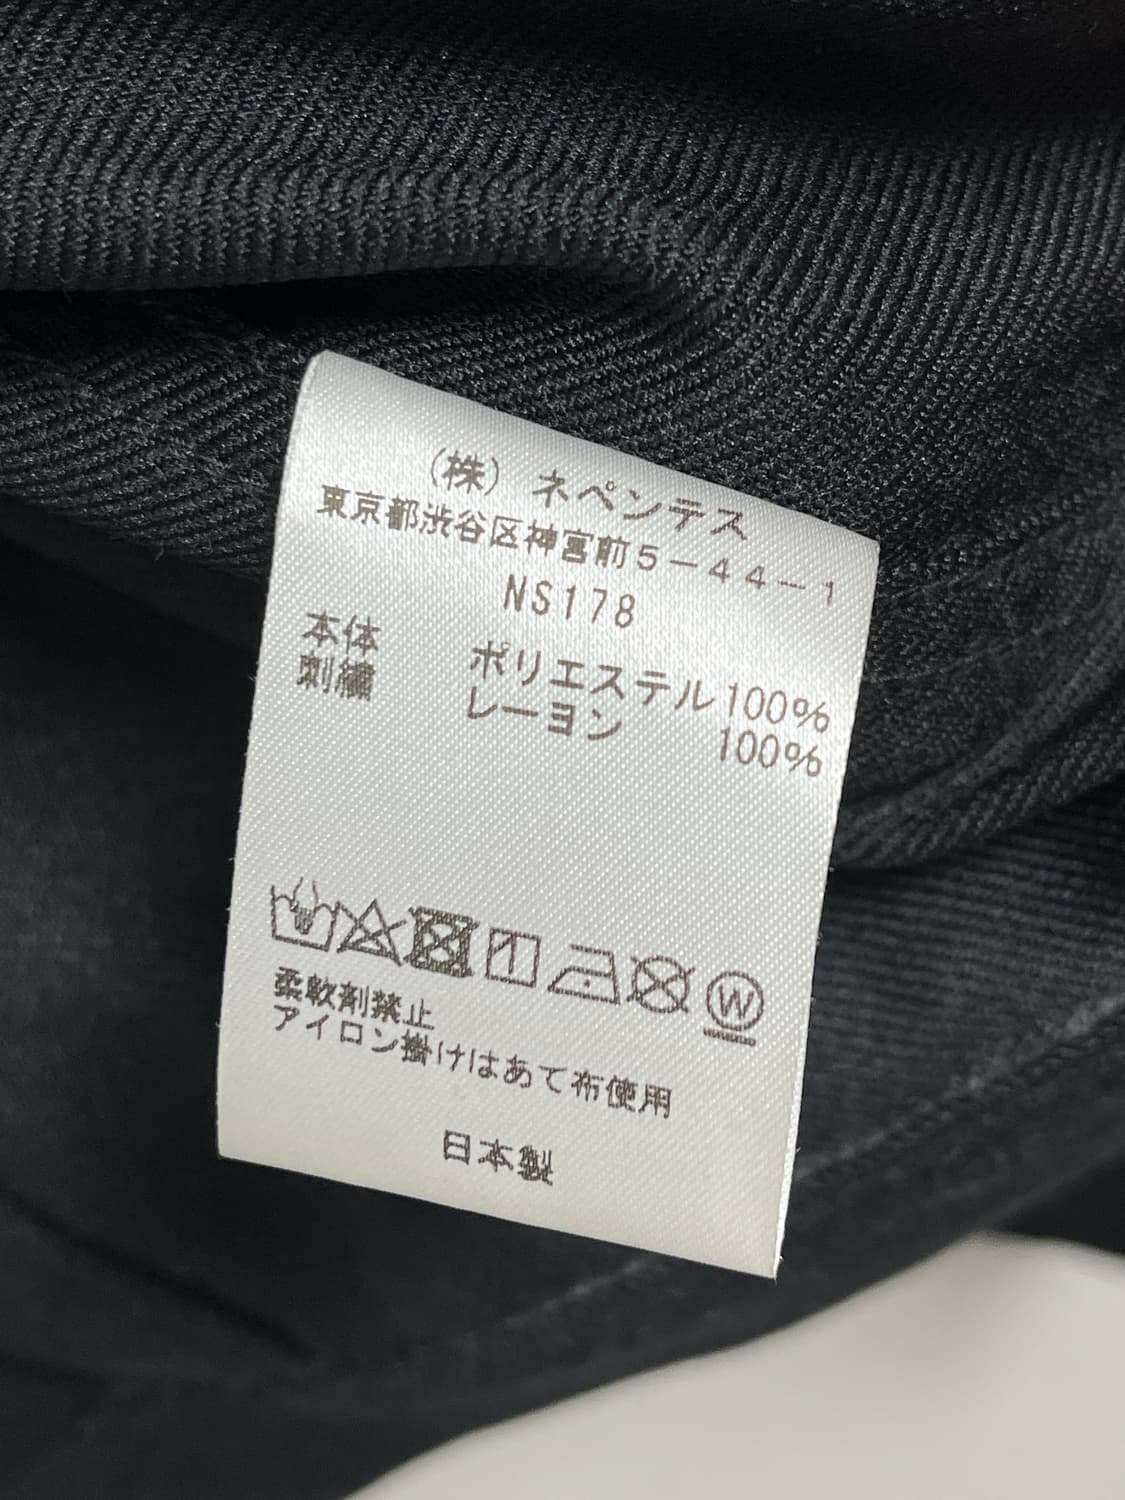 (株) ネペンテス
東京都渋谷区神宮前5-44-1
NS178
本体 ポリエステル100%
刺繍 レーヨン 100%
W
柔軟剤禁止
アイロン掛けはあて布使用
日本製